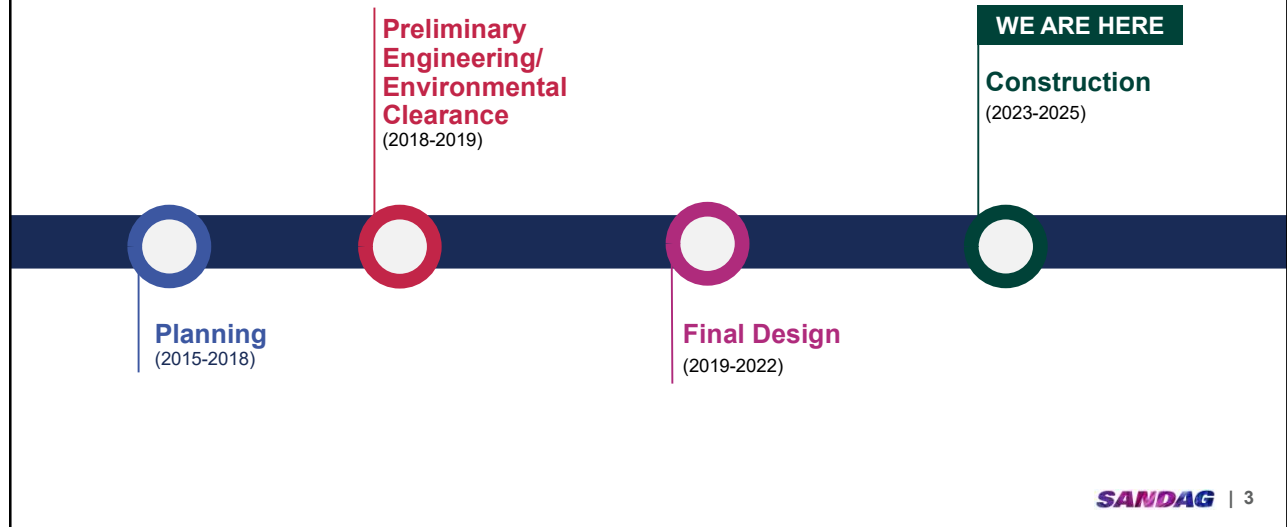 Preliminary
Engineering/
Environmental
Clearance
(2018-2019)
WE ARE HERE
Construction
(2023-2025)
Planning
(2015-2018)
Final Design
(2019-2022)
SANDAG | 3